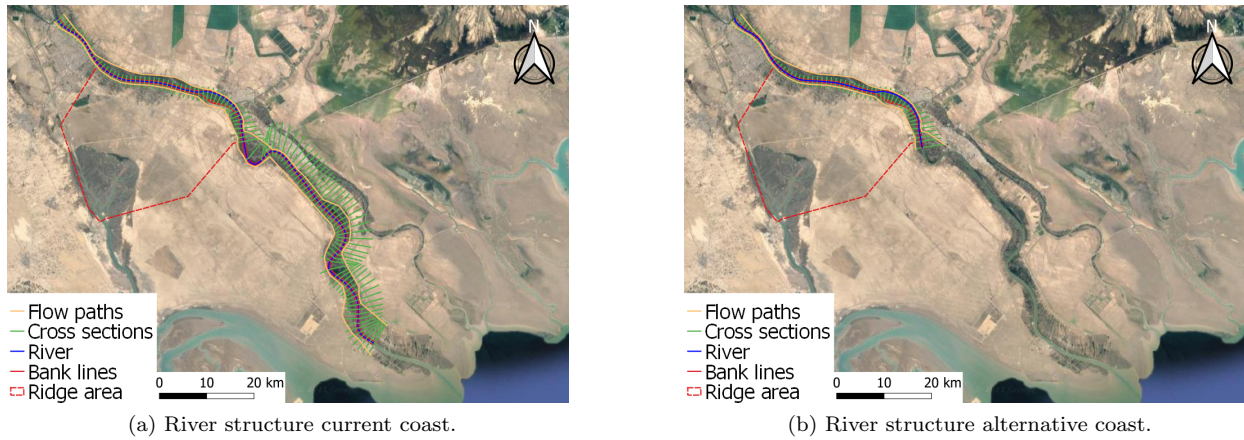 N
Flow paths
Cross sections
River
Bank lines
Ridge area
0 10 20 km
(a) River structure current coast.
N
Flow paths
Cross sections
River
Bank lines
Ridge area
0 10 20 km
(b) River structure alternative coast.